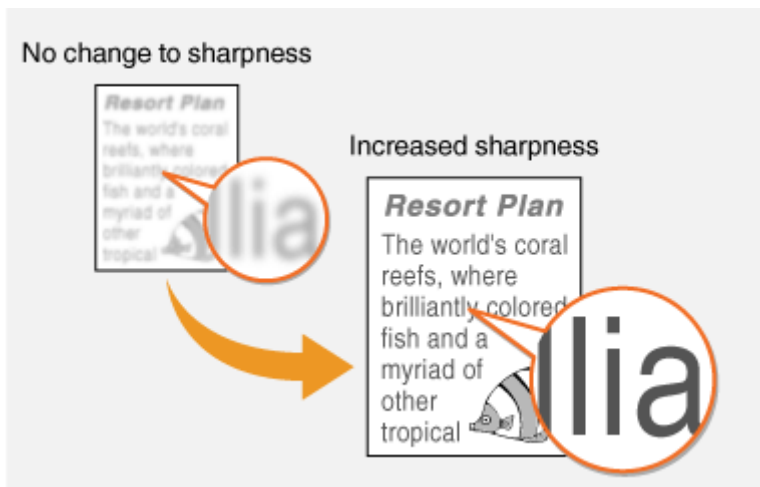 No change to sharpness
Resort Plan
The world's coral
reefs, where
brilliantly colored
fish and a
myriad of
other
tropical
llia
Increased sharpness
Resort Plan
The world's coral
reefs, where
brilliantly colored
fish and a
myriad of
other
tropical
llia